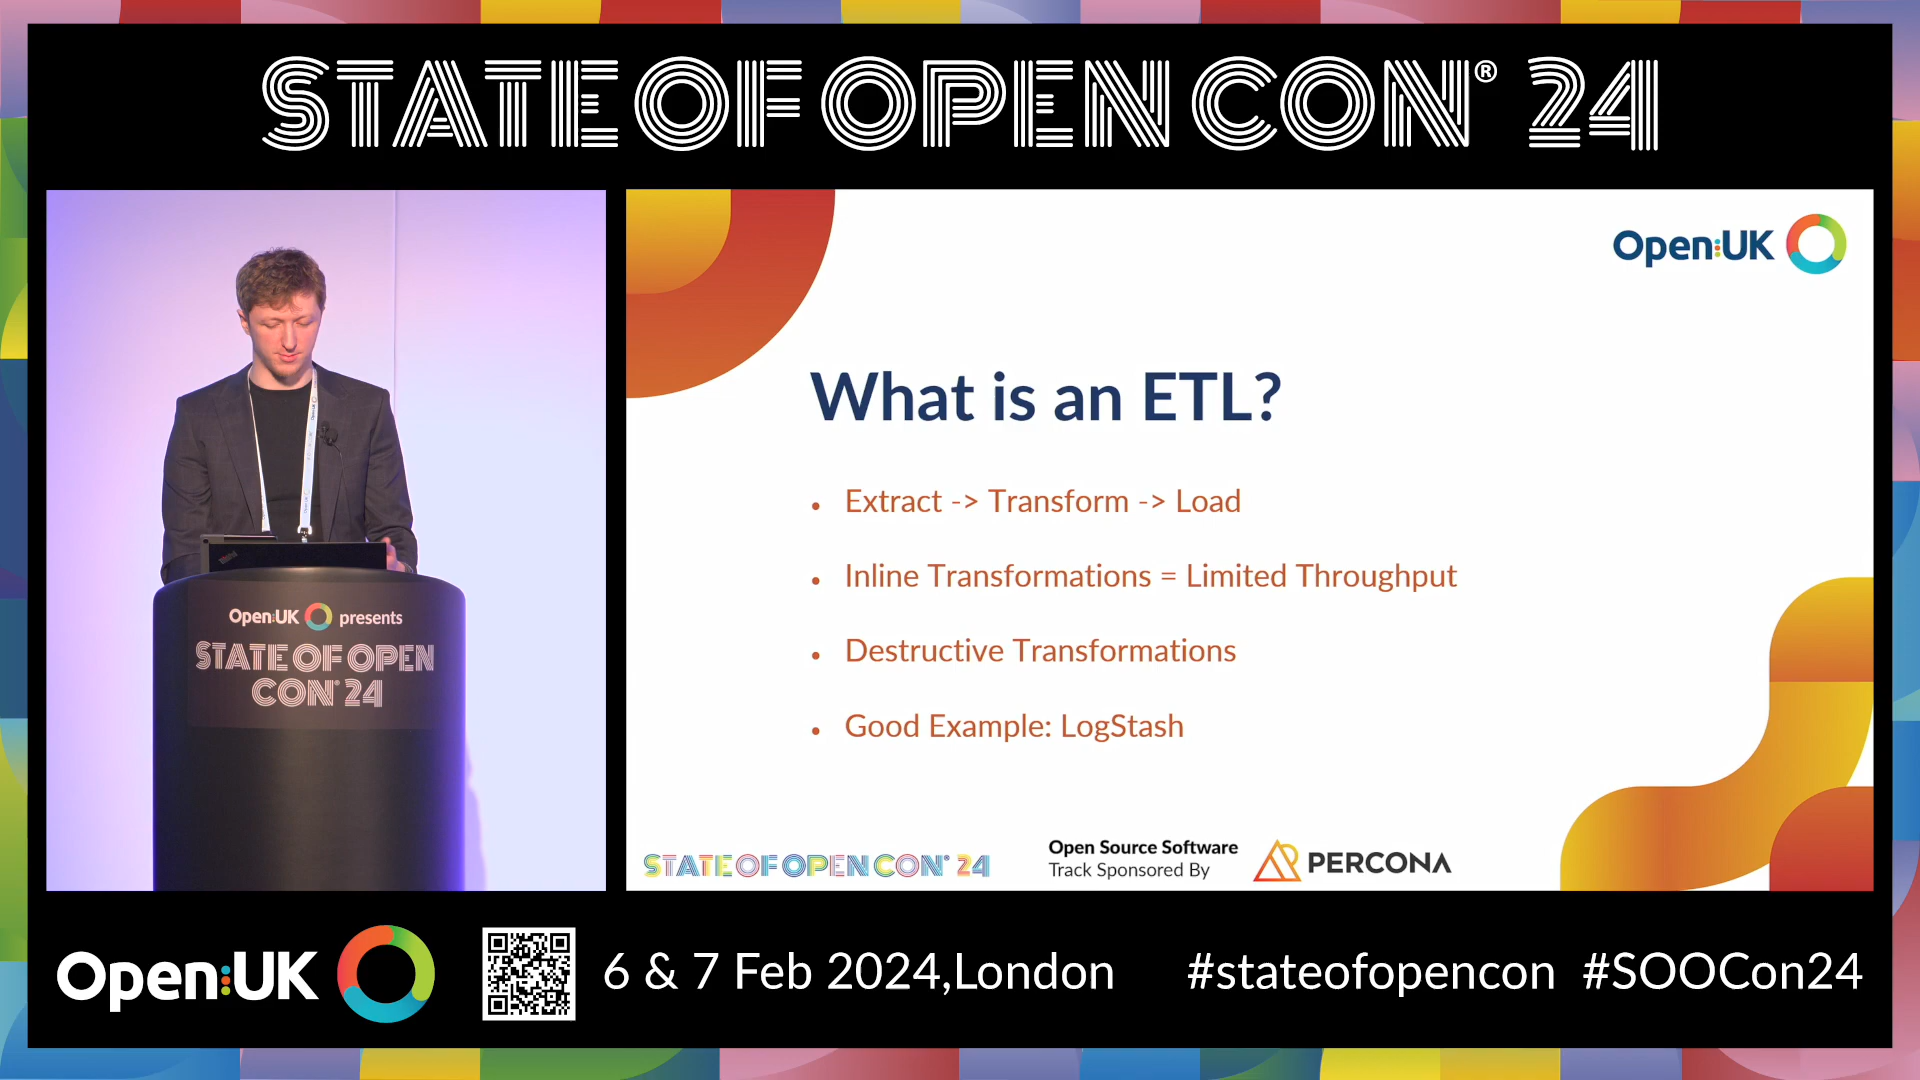 STATE OF OPEN CON® 24
Open:UK
What is an ETL?
• Extract -> Transform -> Load
• Inline Transformations = Limited Throughput
• Destructive Transformations
• Good Example: LogStash
Open:UK presents
STATE OF OPEN
CON® 24
STATE OF OPEN CON® 24
Open Source Software
Track Sponsored By
PERCONA
Open:UK
6 & 7 Feb 2024,London
#stateofopencon #SOOCon24